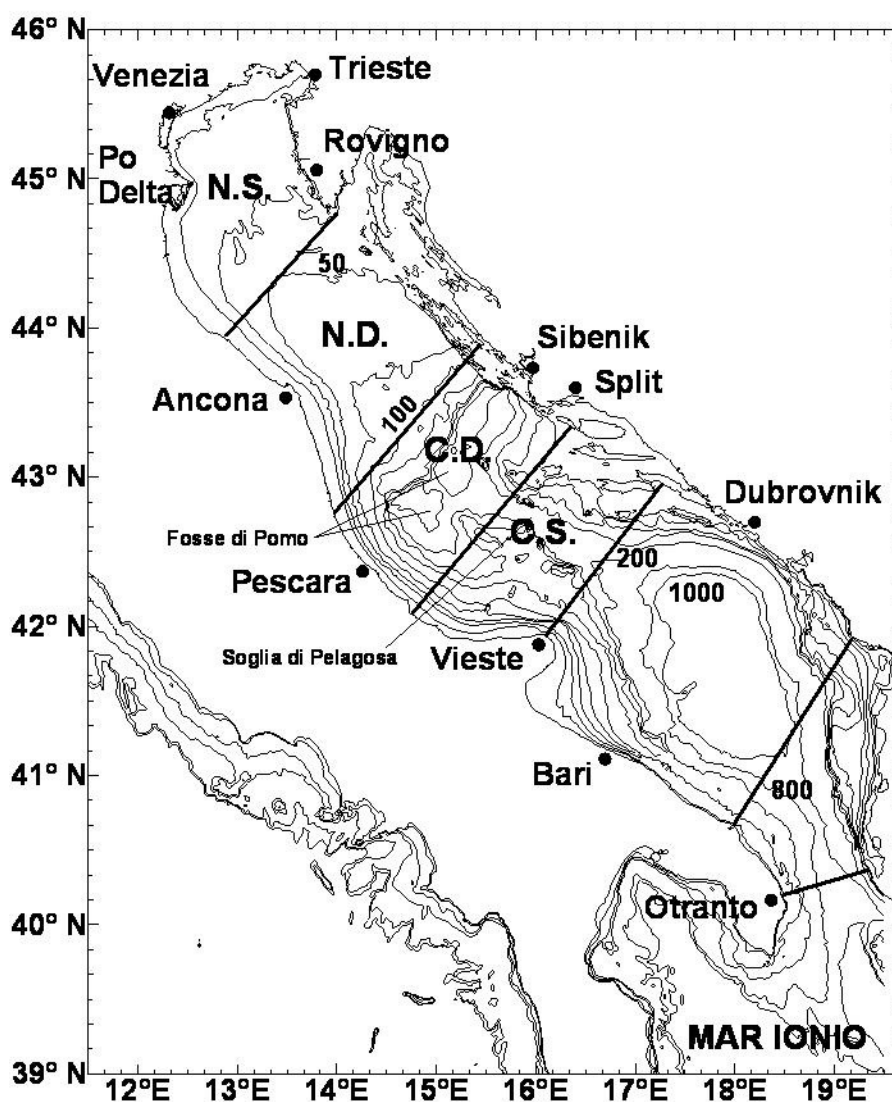 46° N
Venezia
Trieste
Po
Delta
N.S.
Rovigno
45° N
50
44° N
N.D.
Sibenik
Split
Ancona
100
C.D.
43° N
Dubrovnik
Fosse di Pomo
C.S.
200
1000
Pescara
42° N
Soglia di Pelagosa
Vieste
Bari
41° N
800
Otranto
40° N
MAR IONIO
39° N
12°E 13°E 14°E 15°E 16°E 17°E 18°E 19°E